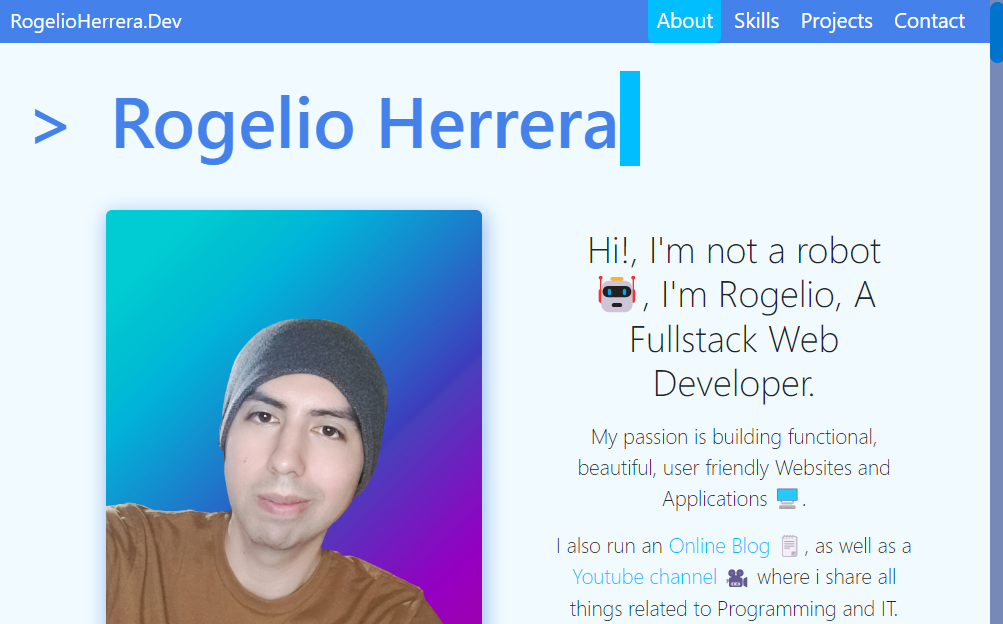 RogelioHerrera.Dev
About Skills Projects Contact
> Rogelio Herrera
Hi!, I'm not a robot
🤖, I'm Rogelio, A
Fullstack Web
Developer.
My passion is building functional,
beautiful, user friendly Websites and
Applications 🖥️.
I also run an Online Blog 🗒️, as well as a
Youtube channel 🎥 where i share all
things related to Programming and IT.